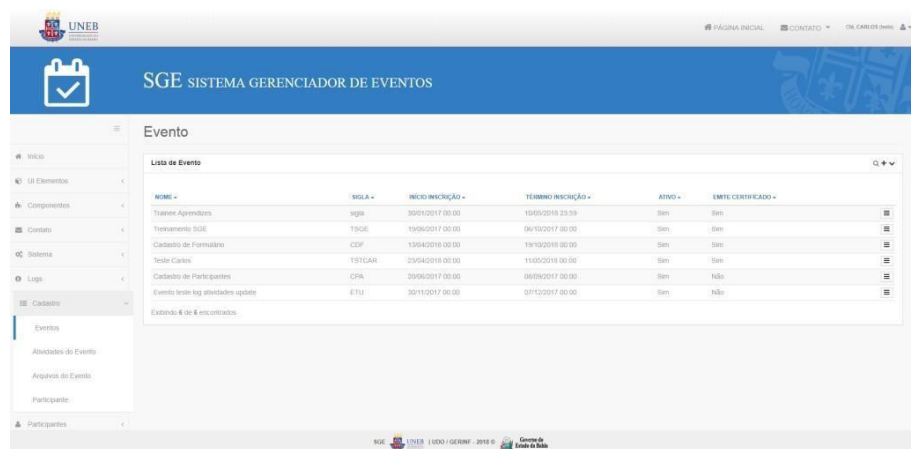 UNEB
PÁGINA INICIAL CONTATO
SGE SISTEMA GERENCIADOR DE EVENTOS
Evento
Início
UI Elementos
Componentes
Contato
Sistema
Logs
Cadastro
Eventos
Atividades do Evento
Arquivos do Evento
Participante
Participantes
Lista de Evento
NOME SIGLA INÍCIO INSCRIÇÃO TÉRMINO INSCRIÇÃO ATIVO EMITE CERTIFICADO
Trainee Aprendizes sigla 30/01/2017 00:00 10/05/2018 23:59 Sim Sim
Treinamento SGE TSGE 19/06/2017 00:00 06/10/2017 00:00 Sim Sim
Cadastro de Formulário CDF 13/04/2018 00:00 19/10/2018 00:00 Sim Sim
Teste Carlos TSTCAR 23/04/2018 00:00 11/05/2018 00:00 Sim Sim
Cadastro de Participantes CPA 20/06/2017 00:00 08/09/2017 00:00 Sim Não
Evento teste log atividades update ETU 30/11/2017 00:00 07/12/2017 00:00 Sim Não
Exibindo 6 de 6 encontrados
SGE UNEB | UDO / GERINF - 2018 © Governo do
Estado da Bahia